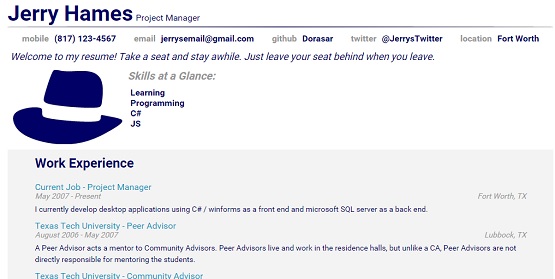 Jerry Hames Project Manager
mobile (817) 123-4567 email jerrysemail@gmail.com github Dorasar twitter @JerrysTwitter location Fort Worth
Welcome to my resume! Take a seat and stay awhile. Just leave your seat behind when you leave.
Skills at a Glance:
Learning
Programming
C#
JS
Work Experience
Current Job - Project Manager
May 2007 - Present Fort Worth, TX
I currently develop desktop applications using C# / winforms as a front end and microsoft SQL server as a back end.
Texas Tech University - Peer Advisor
August 2006 - May 2007 Lubbock, TX
A Peer Advisor acts a mentor to Community Advisors. Peer Advisors live and work in the residence halls, but unlike a CA, Peer Advisors are not
directly responsible for mentoring the students.
Texas Tech University - Community Advisor